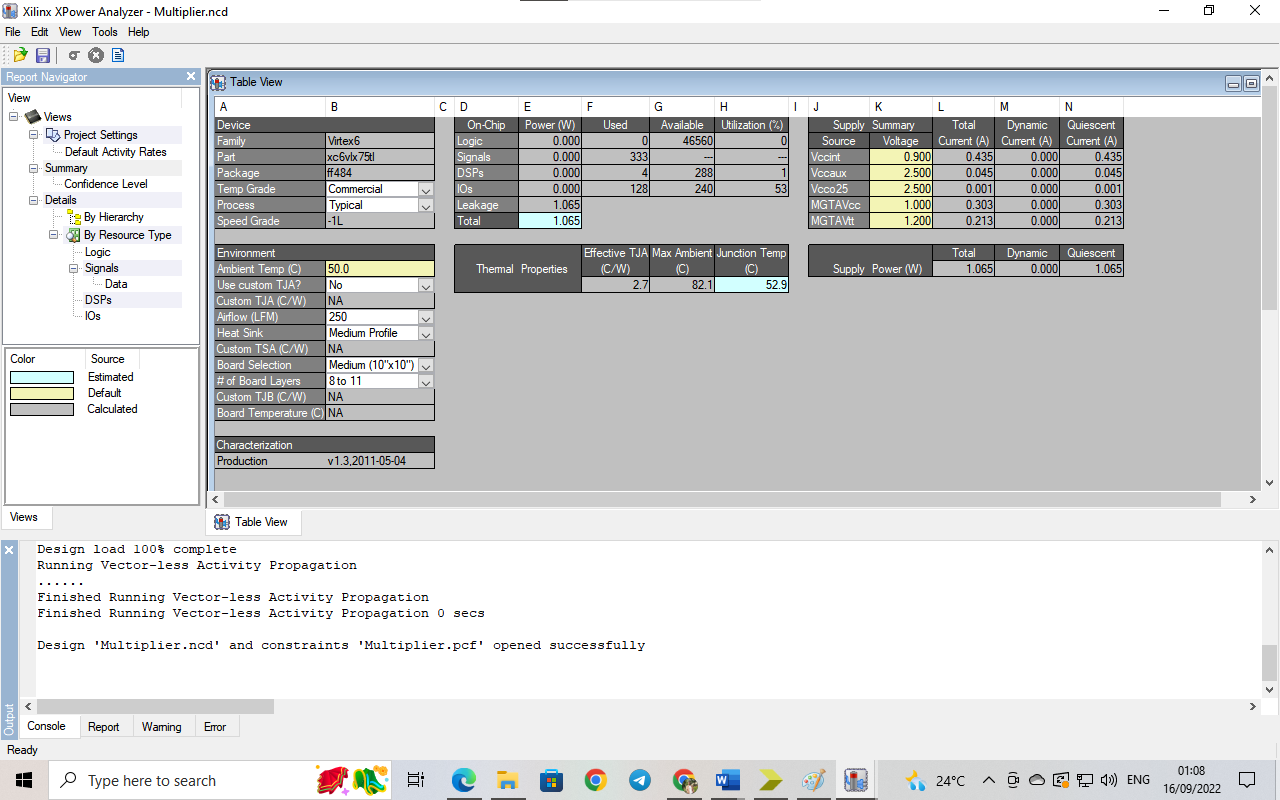 Xilinx XPower Analyzer - Multiplier.ncd
File Edit View Tools Help
Report Navigator
View
Views
Project Settings
Default Activity Rates
Summary
Confidence Level
Details
By Hierarchy
By Resource Type
Logic
Signals
Data
DSPs
IOs
Color Source
Estimated
Default
Calculated
Views
Table View
A B C D E F G H I J K L M N
Device
Family Virtex6
Part xc6vlx75tl
Package ff484
Temp Grade Commercial
Process Typical
Speed Grade -1L
Environment
Ambient Temp (C) 50.0
Use custom TJA? No
Custom TJA (C/W) NA
Airflow (LFM) 250
Heat Sink Medium Profile
Custom TSA (C/W) NA
Board Selection Medium (10"x10")
# of Board Layers 8 to 11
Custom TJB (C/W) NA
Board Temperature (C) NA
Characterization
Production v1.3,2011-05-04
On-Chip Power (W) Used Available Utilization (%)
Logic 0.000 0 46560 0
Signals 0.000 333 --- ---
DSPs 0.000 4 288 1
IOs 0.000 128 240 53
Leakage 1.065
Total 1.065
Effective TJA Max Ambient Junction Temp
Thermal Properties (C/W) (C) (C)
2.7 82.1 52.9
Supply Summary Total Dynamic Quiescent
Source Voltage Current (A) Current (A) Current (A)
Vccint 0.900 0.435 0.000 0.435
Vccaux 2.500 0.045 0.000 0.045
Vcco25 2.500 0.001 0.000 0.001
MGTAVcc 1.000 0.303 0.000 0.303
MGTAVtt 1.200 0.213 0.000 0.213
Total Dynamic Quiescent
Supply Power (W) 1.065 0.000 1.065
Table View
Design load 100% complete
Running Vector-less Activity Propagation
......
Finished Running Vector-less Activity Propagation
Finished Running Vector-less Activity Propagation 0 secs
Design 'Multiplier.ncd' and constraints 'Multiplier.pcf' opened successfully
Output
Console Report Warning Error
Ready
Type here to search
24°C
ENG
01:08
16/09/2022